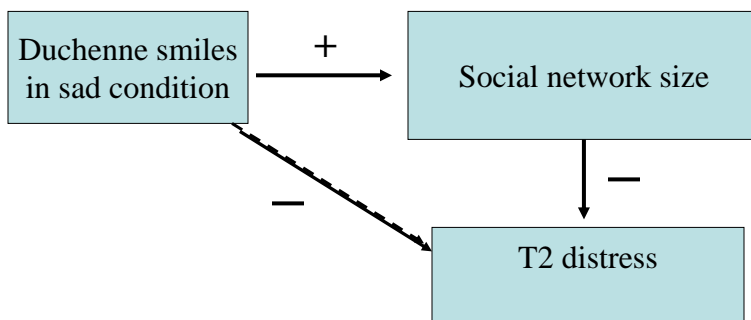 Duchenne smiles
in sad condition
+
Social network size
—
—
T2 distress